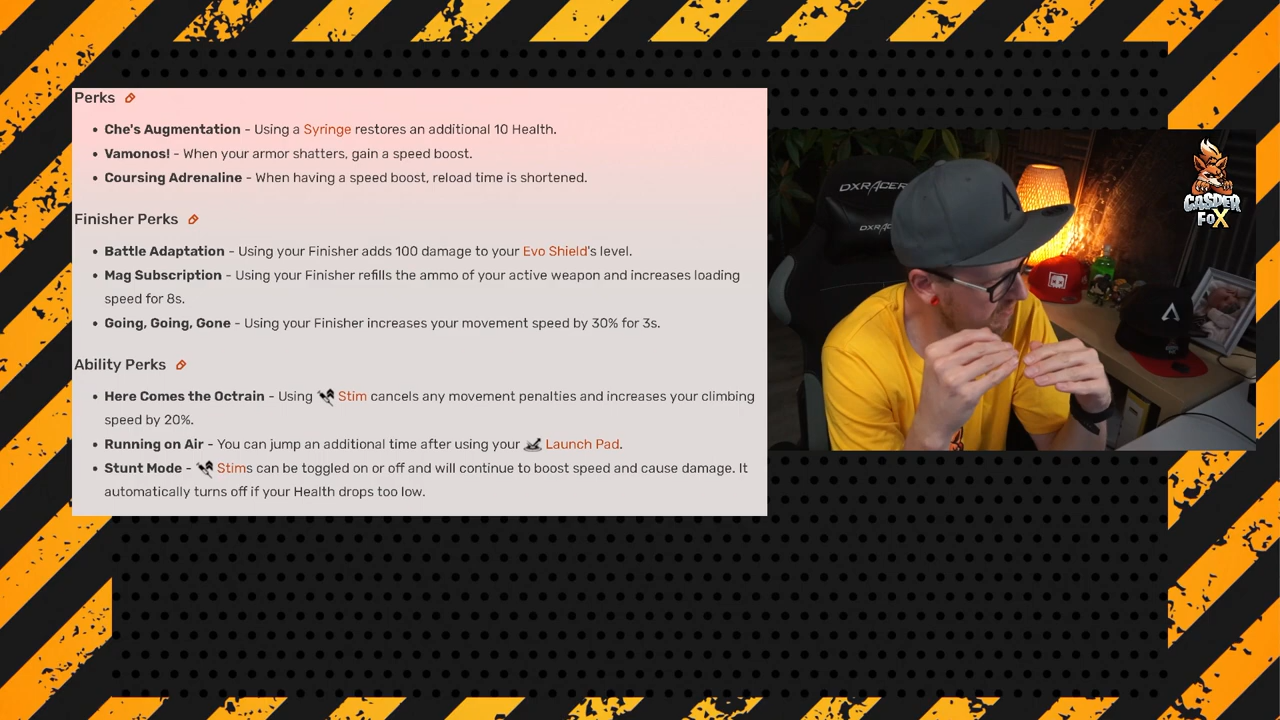 Perks
• Che's Augmentation - Using a Syringe restores an additional 10 Health.
• Vamonos! - When your armor shatters, gain a speed boost.
• Coursing Adrenaline - When having a speed boost, reload time is shortened.
Finisher Perks
• Battle Adaptation - Using your Finisher adds 100 damage to your Evo Shield's level.
• Mag Subscription - Using your Finisher refills the ammo of your active weapon and increases loading
speed for 8s.
• Going, Going, Gone - Using your Finisher increases your movement speed by 30% for 3s.
Ability Perks
• Here Comes the Octrain - Using Stim cancels any movement penalties and increases your climbing
speed by 20%.
• Running on Air - You can jump an additional time after using your Launch Pad.
• Stunt Mode - Stims can be toggled on or off and will continue to boost speed and cause damage. It
automatically turns off if your Health drops too low.
DXRACER
CASPER
FoX